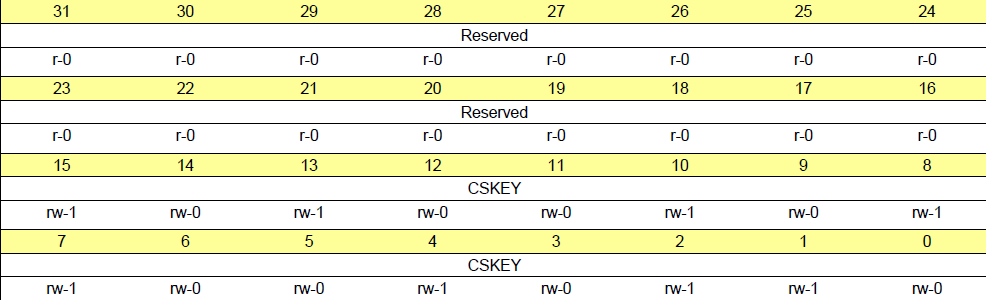 31 30 29 28 27 26 25 24
Reserved
r-0 r-0 r-0 r-0 r-0 r-0 r-0 r-0
23 22 21 20 19 18 17 16
Reserved
r-0 r-0 r-0 r-0 r-0 r-0 r-0 r-0
15 14 13 12 11 10 9 8
CSKEY
rw-1 rw-0 rw-1 rw-0 rw-0 rw-1 rw-0 rw-1
7 6 5 4 3 2 1 0
CSKEY
rw-1 rw-0 rw-0 rw-1 rw-0 rw-1 rw-1 rw-0